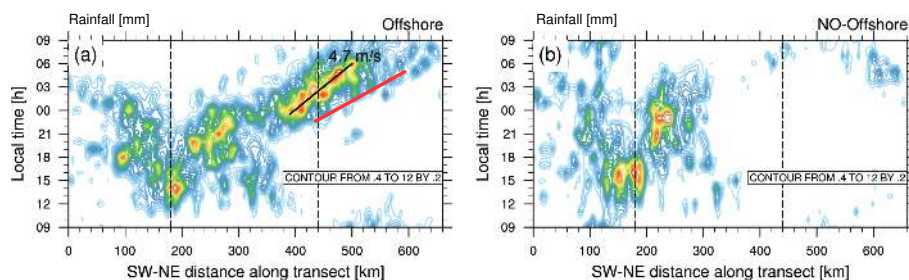 Rainfall [mm] Offshore
(a)
4.7 m/s
Local time [h]
09
06
03
00
21
18
15
12
09
CONTOUR FROM .4 TO 12 BY .2
0 100 200 300 400 500 600
SW-NE distance along transect [km]
Rainfall [mm] NO-Offshore
(b)
Local time [h]
09
06
03
00
21
18
15
12
09
CONTOUR FROM .4 TO 12 BY .2
0 100 200 300 400 500 600
SW-NE distance along transect [km]